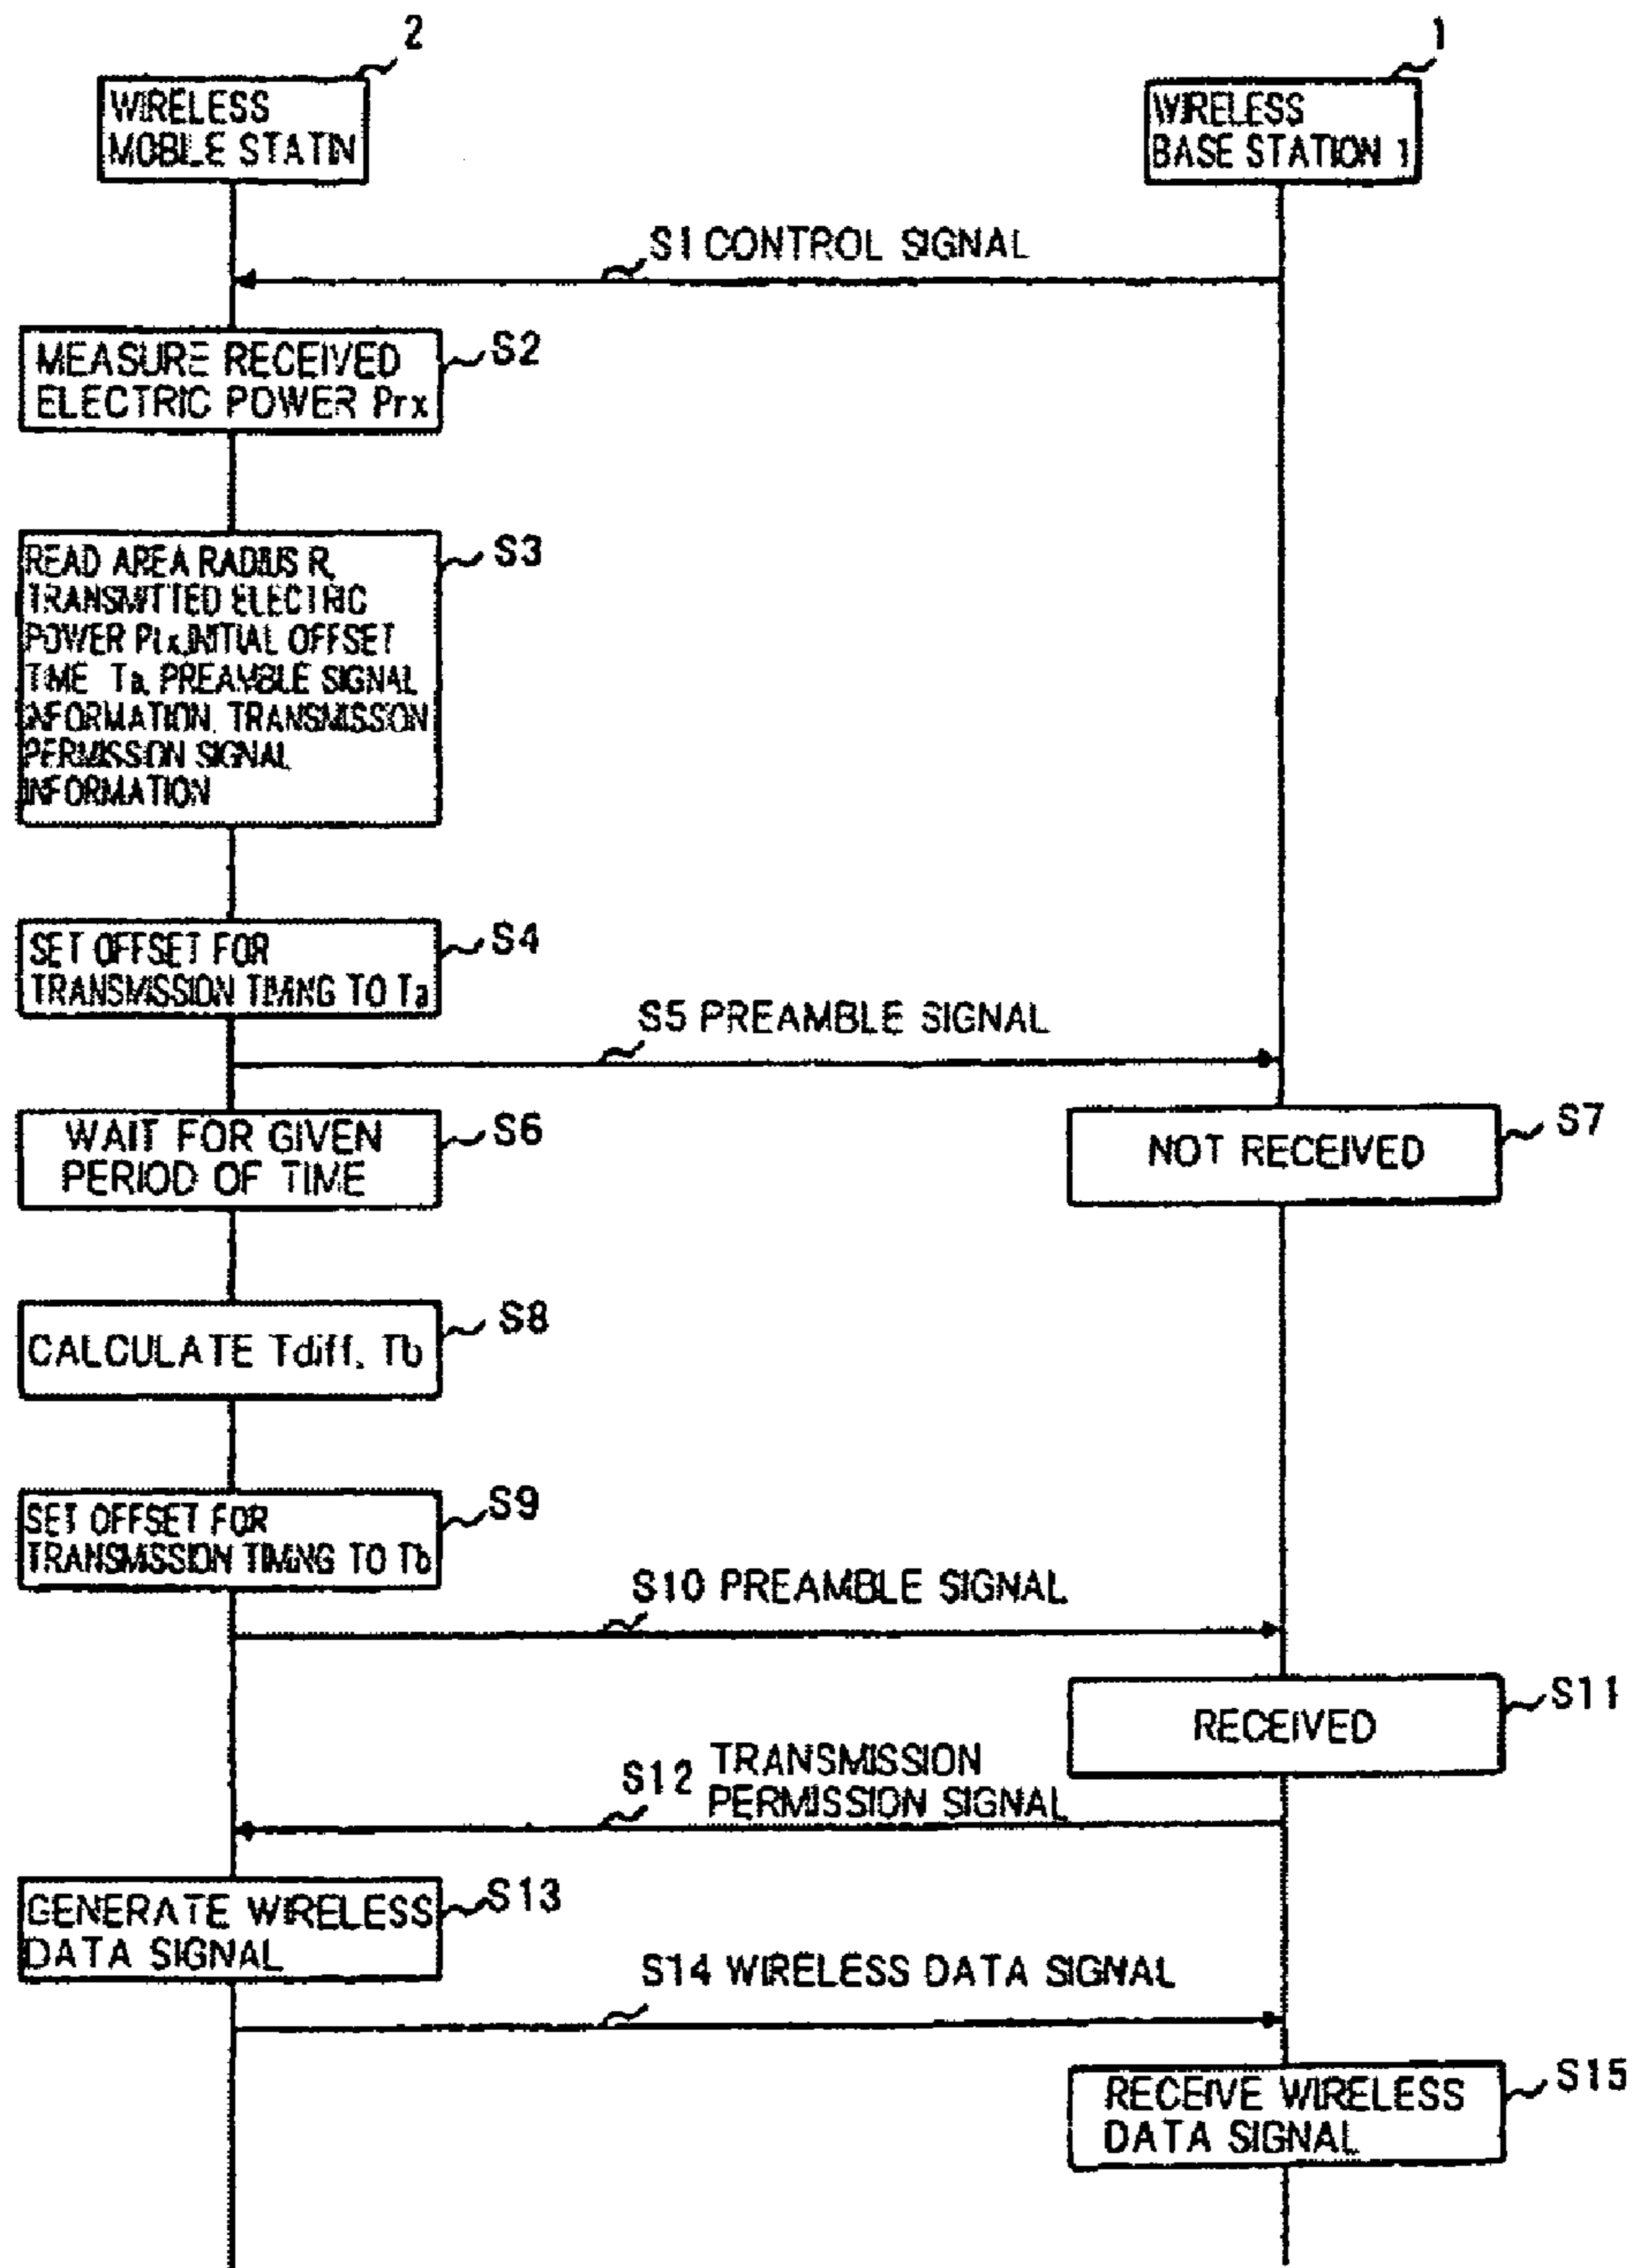 2
1
WIRELESS
MOBILE STATIN
WIRELESS
BASE STATION 1
S1 CONTROL SIGNAL
MEASURE RECEIVED
ELECTRIC POWER Prx
S2
READ AREA RADIUS R,
TRANSMITTED ELECTRIC
POWER Ptx,INITIAL OFFSET
TIME Ta, PREAMBLE SIGNAL
INFORMATION, TRANSMISSON
PERMISSON SIGNAL
INFORMATION
S3
SET OFFSET FOR
TRANSMISSION TIMING TO Ta
S4
S5 PREAMBLE SIGNAL
WAIT FOR GIVEN
PERIOD OF TIME
S6
NOT RECEIVED
S7
CALCULATE Tdiff, Tb
S8
SET OFFSET FOR
TRANSMISSION TIMING TO Tb
S9
S10 PREAMBLE SIGNAL
RECEIVED
S11
S12 TRANSMISSION
PERMISSION SIGNAL
GENERATE WIRELESS
DATA SIGNAL
S13
S14 WIRELESS DATA SIGNAL
RECEIVE WIRELESS
DATA SIGNAL
S15